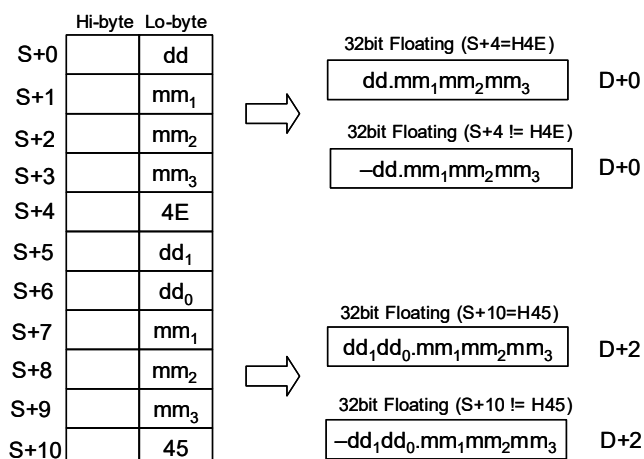 Hi-byte Lo-byte
S+0 dd
S+1 mm₁
S+2 mm₂
S+3 mm₃
S+4 4E
S+5 dd₁
S+6 dd₀
S+7 mm₁
S+8 mm₂
S+9 mm₃
S+10 45
32bit Floating (S+4=H4E)
dd.mm₁mm₂mm₃ D+0
32bit Floating (S+4 != H4E)
–dd.mm₁mm₂mm₃ D+0
32bit Floating (S+10=H45)
dd₁dd₀.mm₁mm₂mm₃ D+2
32bit Floating (S+10 != H45)
–dd₁dd₀.mm₁mm₂mm₃ D+2